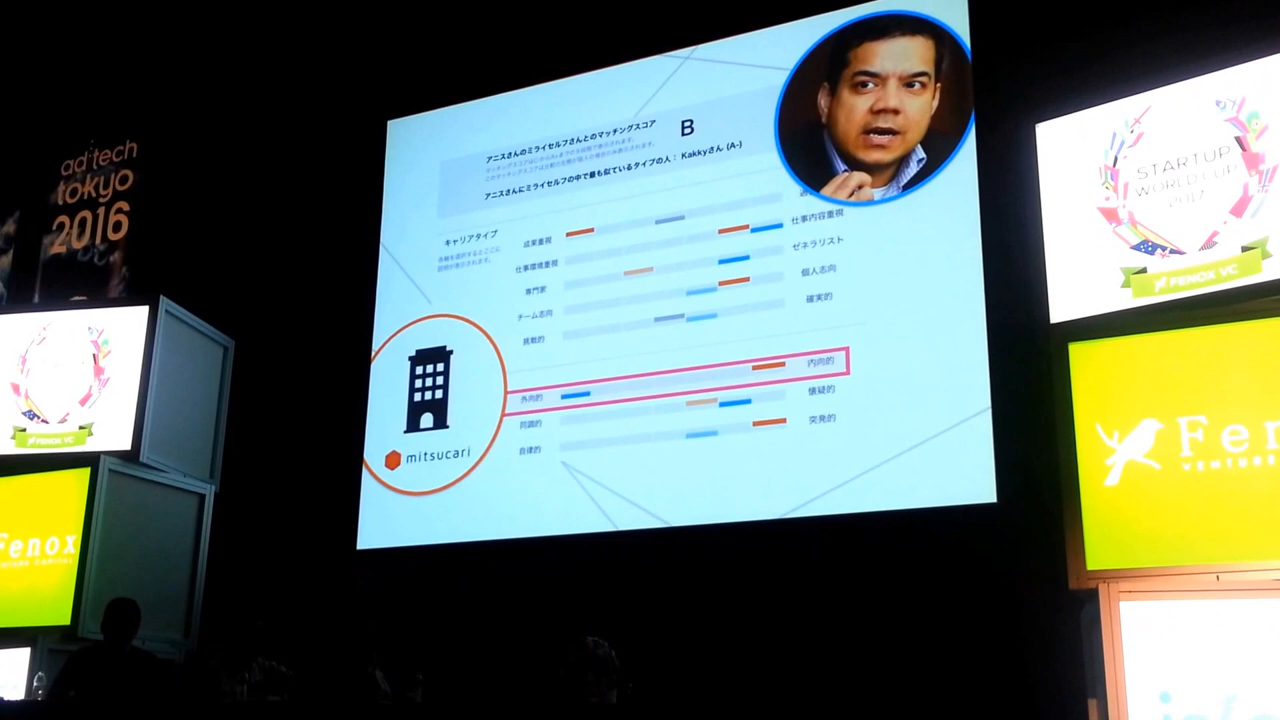 ad:tech
tokyo
2016
アニスさんのミライセルフさんとのマッチングスコア
B
アニスさんにミライセルフの中で最も似ているタイプの人： Kakkyさん (A-)
キャリアタイプ
成果重視
仕事環境重視
仕事内容重視
専門家
ゼネラリスト
チーム志向
個人志向
挑戦的
確実的
外向的
内向的
同調的
懐疑的
自律的
突発的
mitsucari
STARTUP
WORLD CUP
2017
FENOX VC
FENOX VC
Fenox
Fen
VENTURE